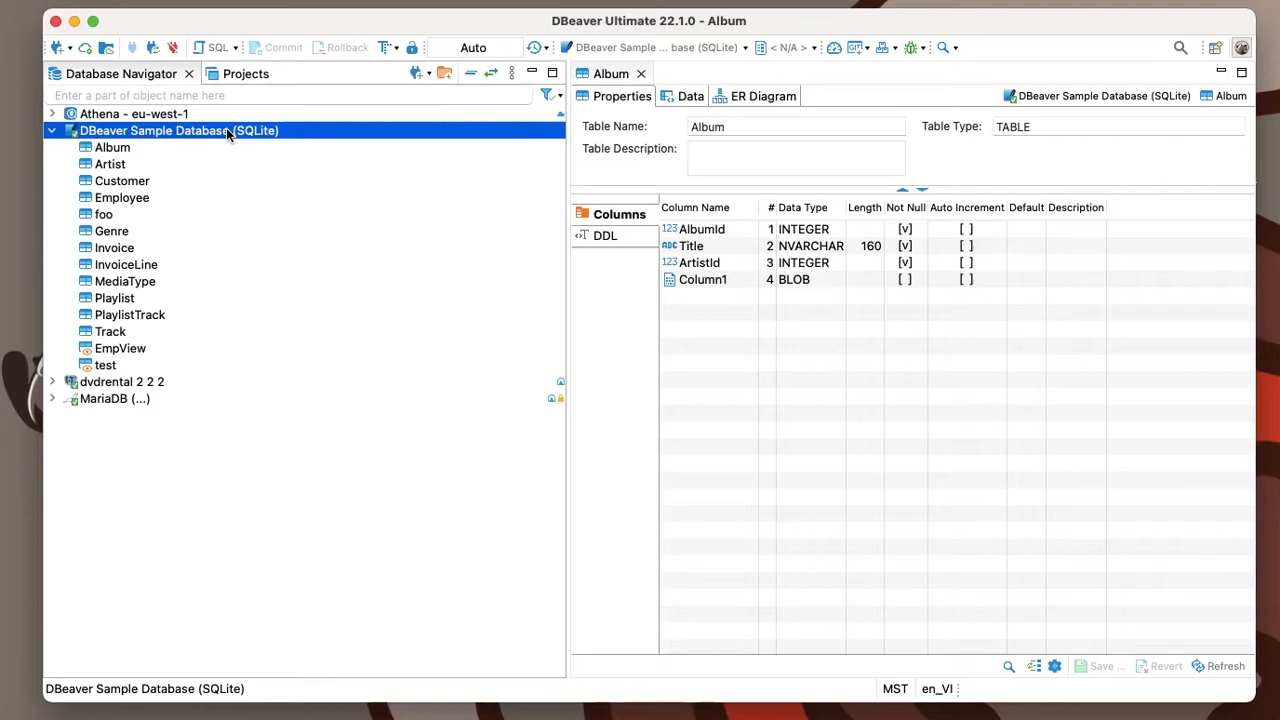 DBeaver Ultimate 22.1.0 - Album
SQL Commit Rollback Auto DBeaver Sample ... base (SQLite) < N/A >
Database Navigator Projects
Enter a part of object name here
Athena - eu-west-1
DBeaver Sample Database (SQLite)
Album
Artist
Customer
Employee
foo
Genre
Invoice
InvoiceLine
MediaType
Playlist
PlaylistTrack
Track
EmpView
test
dvdrental 2 2 2
MariaDB (...)
Album
Properties Data ER Diagram DBeaver Sample Database (SQLite) Album
Table Name: Album Table Type: TABLE
Table Description:
Columns
DDL
Column Name # Data Type Length Not Null Auto Increment Default Description
123 AlbumId 1 INTEGER [v] [ ]
ABC Title 2 NVARCHAR 160 [v] [ ]
123 ArtistId 3 INTEGER [v] [ ]
Column1 4 BLOB [ ] [ ]
Save ... Revert Refresh
DBeaver Sample Database (SQLite) MST en_VI